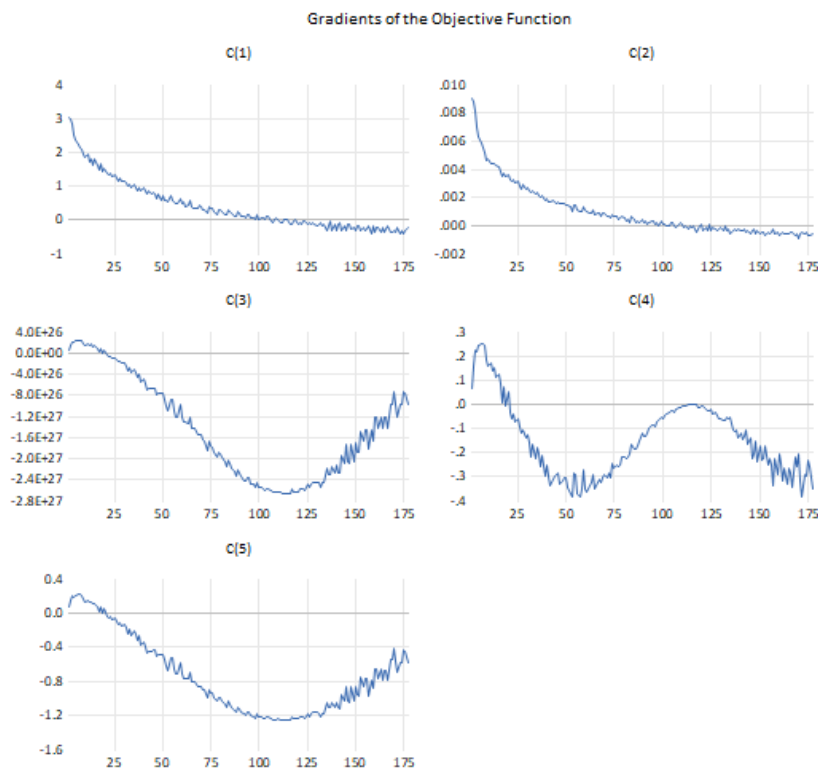 Gradients of the Objective Function
C(1)
4
3
2
1
0
-1
25 50 75 100 125 150 175
C(2)
.010
.008
.006
.004
.002
.000
-.002
25 50 75 100 125 150 175
C(3)
4.0E+26
0.0E+00
-4.0E+26
-8.0E+26
-1.2E+27
-1.6E+27
-2.0E+27
-2.4E+27
-2.8E+27
25 50 75 100 125 150 175
C(4)
.3
.2
.1
.0
-.1
-.2
-.3
-.4
25 50 75 100 125 150 175
C(5)
0.4
0.0
-0.4
-0.8
-1.2
-1.6
25 50 75 100 125 150 175